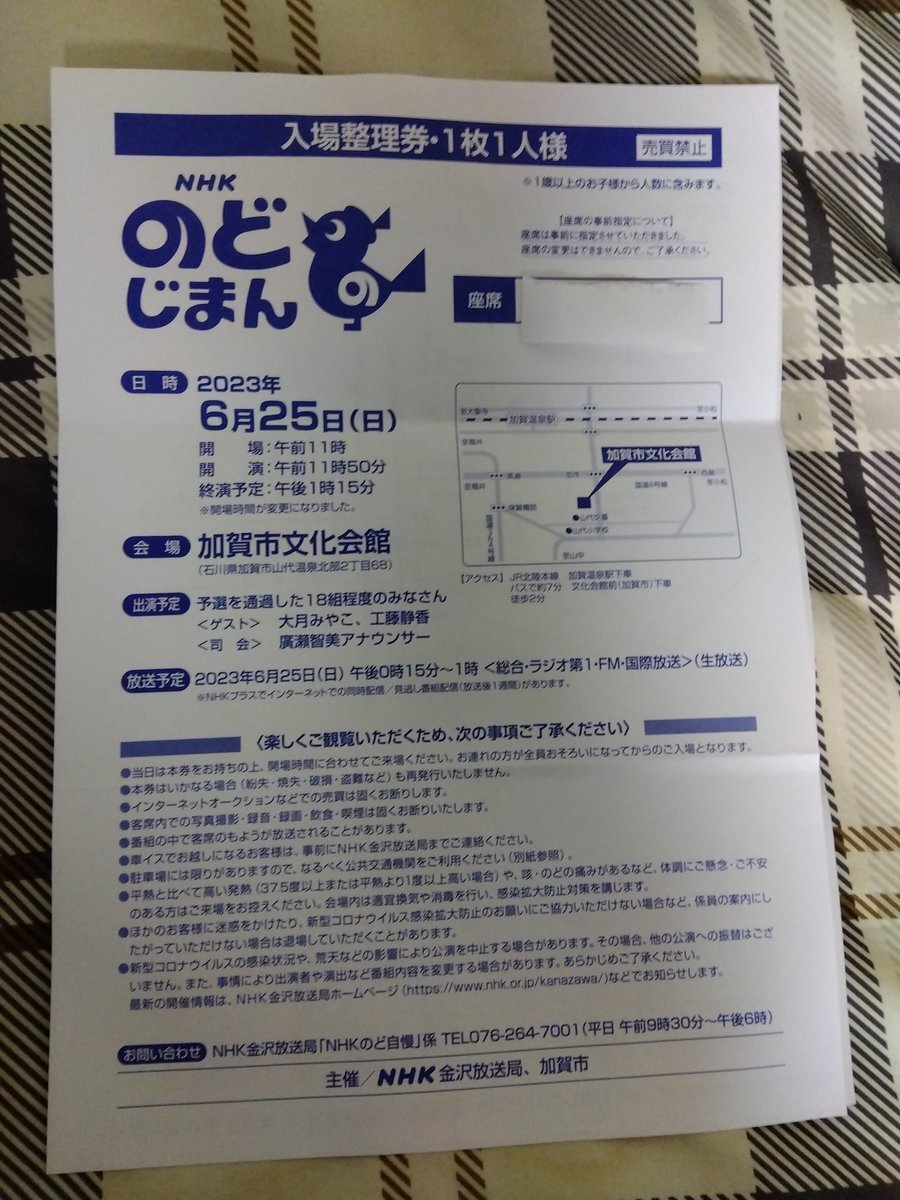 入場整理券・1枚1人様
売買禁止
※1歳以上のお子様から人数に含みます。
NHK
のど
じまん
【座席の事前指定について】
座席は事前に指定させていただきました。
座席の変更はできませんので、ご了承ください。
座席
日時 2023年
6月25日(日)
開場：午前11時
開演：午前11時50分
終演予定：午後1時15分
※開場時間が変更になりました。
会場 加賀市文化会館
(石川県加賀市山代温泉北部2丁目68)
至大聖寺
加賀温泉駅
至小松
至福井
加賀市文化会館
加茂
至福井
国道8号線
至小松
山代交番
山代小学校
至山中
【アクセス】 JR北陸本線 加賀温泉駅下車
バスで約7分 文化会館前(加賀市)下車
徒歩2分
出演予定 予選を通過した18組程度のみなさん
＜ゲスト＞ 大月みやこ、工藤静香
＜司会＞ 廣瀬智美アナウンサー
放送予定 2023年6月25日(日) 午後0時15分～1時 ＜総合・ラジオ第1・FM・国際放送＞(生放送)
※NHKプラスでインターネットでの同時配信／見逃し番組配信(放送後1週間)があります。
〈楽しくご観覧いただくため、次の事項ご了承ください〉
●当日は本券をお持ちの上、開場時間に合わせてご来場ください。お連れの方が全員おそろいになってからのご入場となります。
●本券はいかなる場合(紛失・焼失・破損・盗難など)も再発行いたしません。
●インターネットオークションなどでの売買は固くお断りします。
●客席内での写真撮影・録音・録画・飲食・喫煙は固くお断りいたします。
●番組の中で客席のもようが放送されることがあります。
●車イスでお越しになるお客様は、事前にNHK金沢放送局までご連絡ください。
●駐車場には限りがありますので、なるべく公共交通機関をご利用ください(別紙参照)。
●平熱と比べて高い発熱(37.5度以上または平熱より1度以上高い場合)や、咳・のどの痛みがあるなど、体調にご懸念・ご不安
のある方はご来場をお控えください。会場内は適宜換気や消毒を行い、感染拡大防止対策を講じます。
●ほかのお客様に迷惑をかけたり、新型コロナウイルス感染拡大防止のお願いにご協力いただけない場合など、係員の案内にし
たがっていただけない場合は退場していただくことがあります。
●新型コロナウイルスの感染状況や、荒天などの影響により公演を中止する場合があります。その場合、他の公演への振替はござ
いません。また、事情により出演者や演出など番組内容を変更する場合があります。あらかじめご了承ください。
最新の開催情報は、NHK金沢放送局ホームページ(https://www.nhk.or.jp/kanazawa/)などでお知らせします。
お問い合わせ NHK金沢放送局「NHKのど自慢」係 TEL076-264-7001(平日 午前9時30分～午後6時)
主催／NHK金沢放送局、加賀市